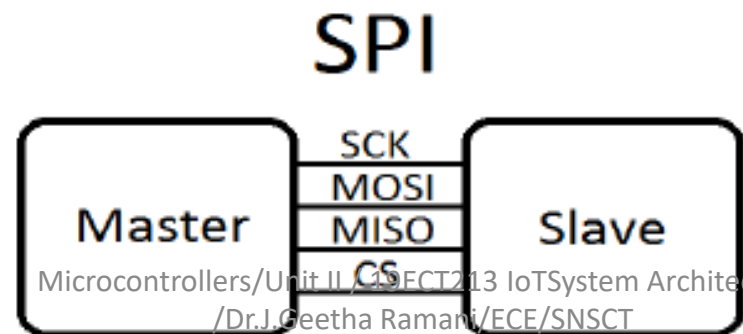 SPI
SCK
MOSI
Master
MISO
Slave
CS
Microcontrollers/Unit II / 19ECT213 IoTSystem Archite
/Dr.J.Geetha Ramani/ECE/SNSCT